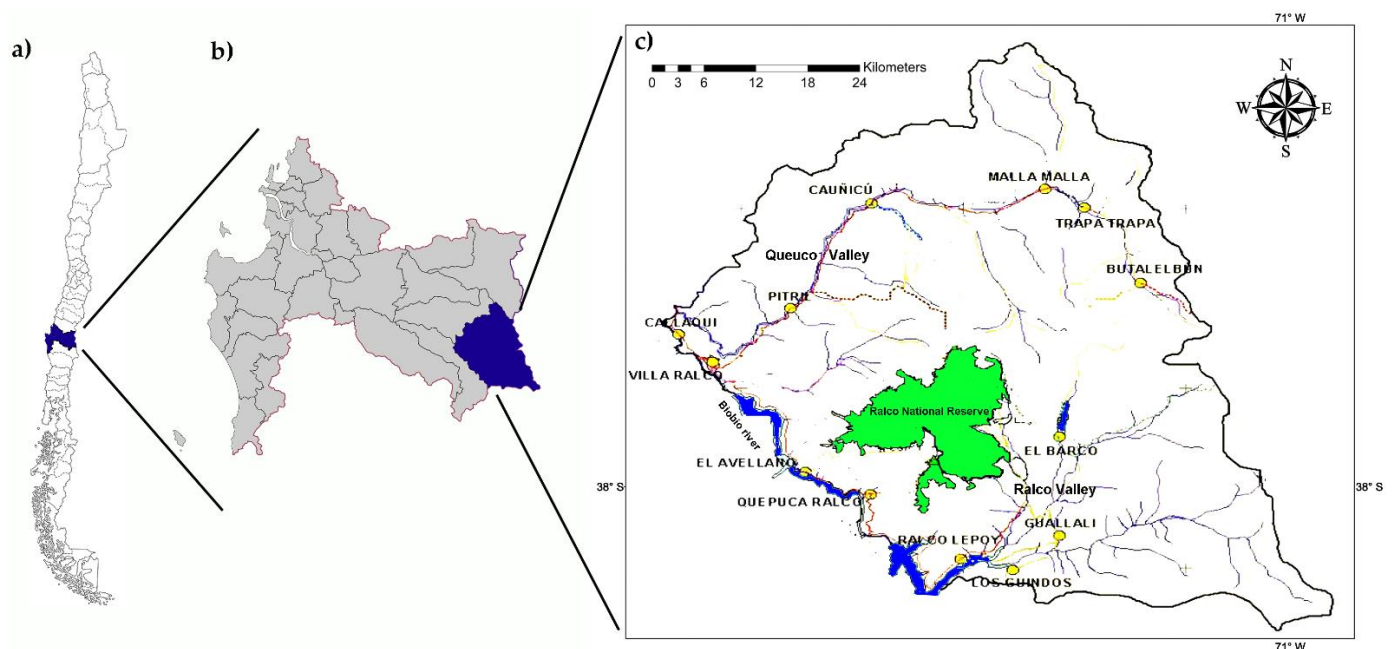 71° W
a)
b)
c)
Kilometers
0 3 6 12 18 24
N
W E
S
MALLA MALLA
CAUÑICÚ
TRAPA TRAPA
Queuco Valley
BUTALELBUN
PITRIL
CALLAQUI
VILLA RALCO
Ralco National Reserve
Biobio river
EL BARCO
EL AVELLANO
38° S
QUEPUCA RALCO
Ralco Valley
38° S
GUALLALI
RALCO LEPOY
LOS GUINDOS
71° W